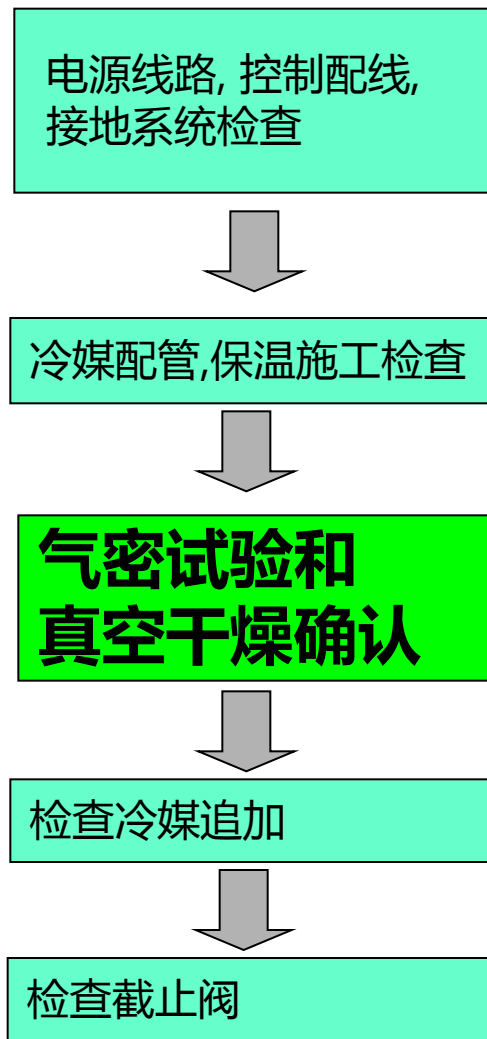 电源线路, 控制配线,
接地系统检查
冷媒配管,保温施工检查
气密试验和
真空干燥确认
检查冷媒追加
检查截止阀